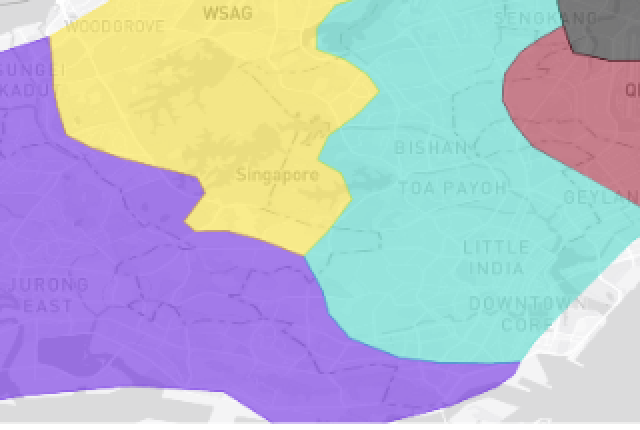 WSAG
SENGKANG
WOODGROVE
SUNGEI
KADUT
QI
BISHAN
Singapore
TOA PAYOH
GEYLAN
LITTLE
INDIA
JURONG
EAST
DOWNTOWN
CORE